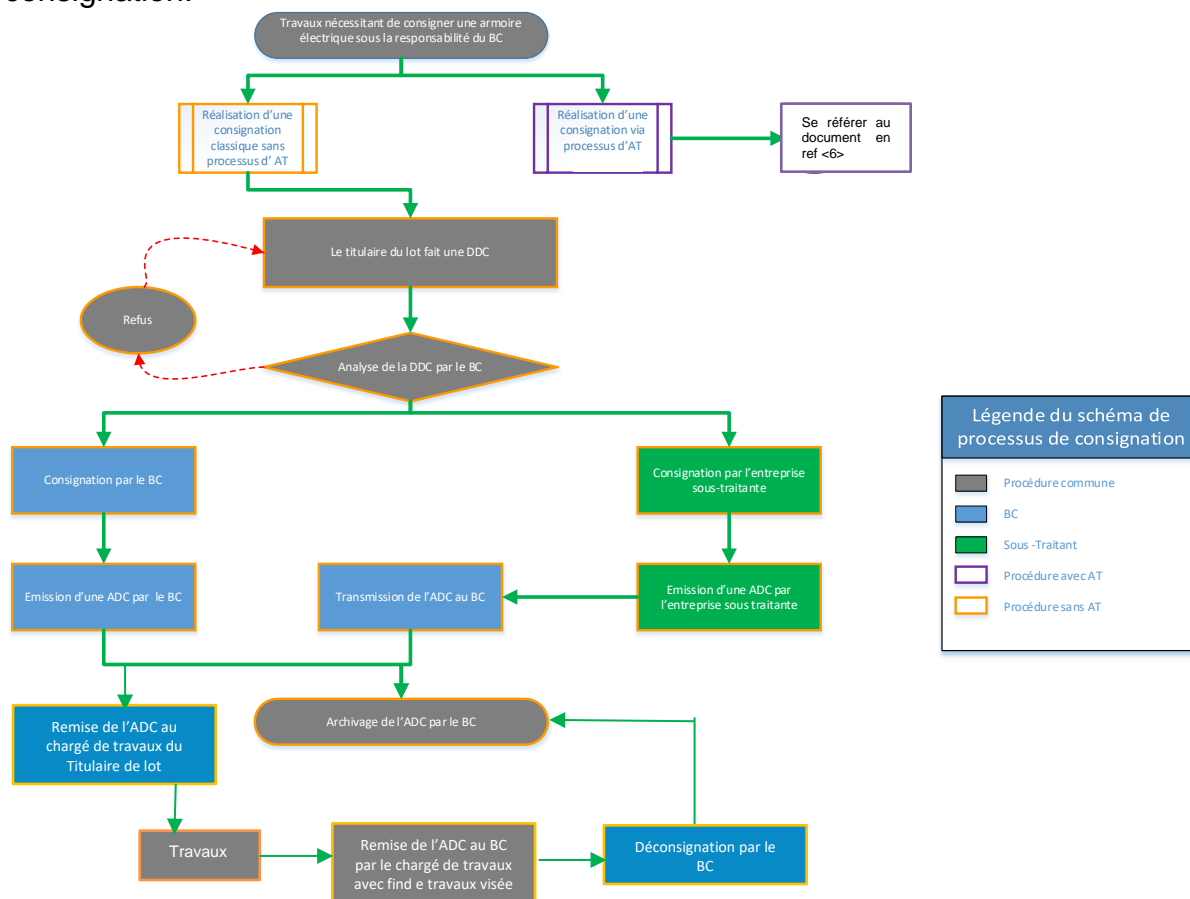 consignation.
Travaux nécessitant de consigner une armoire
électrique sous la responsabilité du BC
Réalisation d'une
consignation
classique sans
processus d' AT
Réalisation d'une
consignation via
processus d'AT
Se référer au
document en
ref <6>
Le titulaire du lot fait une DDC
Refus
Analyse de la DDC par le BC
Consignation par le BC
Consignation par l'entreprise
sous-traitante
Emission d'une ADC par le BC
Transmission de l'ADC au BC
Emission d'une ADC par
l'entreprise sous traitante
Remise de l'ADC au
chargé de travaux du
Titulaire de lot
Archivage de l'ADC par le BC
Travaux
Remise de l'ADC au BC
par le chargé de travaux
avec find e travaux visée
Déconsignation par le
BC
Légende du schéma de
processus de consignation
Procédure commune
BC
Sous -Traitant
Procédure avec AT
Procédure sans AT